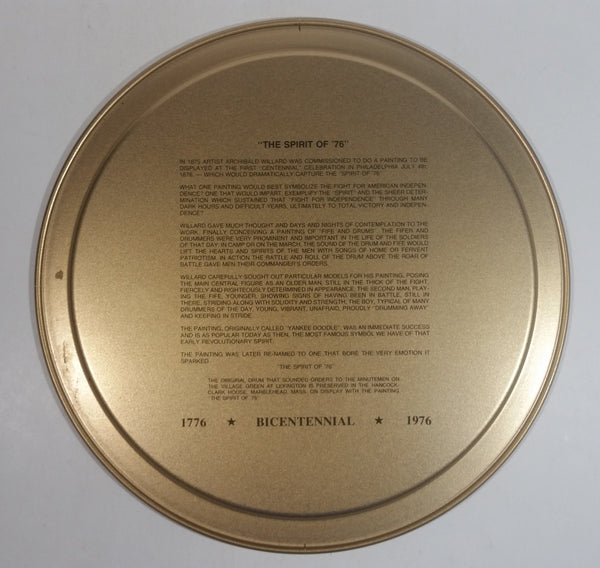 "THE SPIRIT OF '76"
IN 1875 ARTIST ARCHIBALD WILLARD WAS COMMISSIONED TO DO A PAINTING TO BE
DISPLAYED AT THE FIRST "CENTENNIAL" CELEBRATION IN PHILADELPHIA JULY 4th,
1876, — WHICH WOULD DRAMATICALLY CAPTURE THE "SPIRIT OF '76
WHAT ONE PAINTING WOULD BEST SYMBOLIZE THE FIGHT FOR AMERICAN INDEPEN-
DENCE? ONE THAT WOULD IMPART, EXEMPLIFY THE "SPIRIT" AND THE SHEER DETER-
MINATION WHICH SUSTAINED THAT "FIGHT FOR INDEPENDENCE" THROUGH MANY
DARK HOURS AND DIFFICULT YEARS, ULTIMATELY TO TOTAL VICTORY AND INDEPEN-
DENCE?
WILLARD GAVE MUCH THOUGHT AND DAYS AND NIGHTS OF CONTEMPLATION TO THE
WORK, FINALLY CONCEIVING A PAINTING OF "FIFE AND DRUMS". THE FIFER AND
DRUMMERS WERE VERY PROMINENT AND IMPORTANT IN THE LIFE OF THE SOLDIERS
OF THAT DAY IN CAMP OR ON THE MARCH, THE SOUND OF THE DRUM AND FIFE WOULD
LIFT THE HEARTS AND SPIRITS OF THE MEN WITH SONGS OF HOME OR FERVENT
PATRIOTISM. IN ACTION THE RATTLE AND ROLL OF THE DRUM ABOVE THE ROAR OF
BATTLE GAVE MEN THEIR COMMANDER'S ORDERS.
WILLARD CAREFULLY SOUGHT OUT PARTICULAR MODELS FOR HIS PAINTING, POSING
THE MAIN CENTRAL FIGURE AS AN OLDER MAN, STILL IN THE THICK OF THE FIGHT,
FIERCELY AND RIGHTEOUSLY DETERMINED IN APPEARANCE. THE SECOND MAN, PLAY-
ING THE FIFE, YOUNGER, SHOWING SIGNS OF HAVING BEEN IN BATTLE, STILL IN
THERE, STRIDING ALONG WITH SOLIDITY AND STRENGTH, THE BOY, TYPICAL OF MANY
DRUMMERS OF THE DAY, YOUNG, VIBRANT, UNAFRAID, PROUDLY "DRUMMING AWAY"
AND KEEPING IN STRIDE.
THE PAINTING, ORIGINALLY CALLED "YANKEE DOODLE", WAS AN IMMEDIATE SUCCESS
AND IS AS POPULAR TODAY AS THEN, THE MOST FAMOUS SYMBOL WE HAVE OF THAT
EARLY REVOLUTIONARY SPIRIT.
THE PAINTING WAS LATER RE-NAMED TO ONE THAT BORE THE VERY EMOTION IT
SPARKED.
"THE SPIRIT OF '76"
THE ORIGINAL DRUM THAT SOUNDED ORDERS TO THE MINUTEMEN ON
THE VILLAGE GREEN AT LEXINGTON IS PRESERVED IN THE HANCOCK,
CLARK HOUSE, MARBLEHEAD, MASS. ON DISPLAY WITH THE PAINTING
"THE SPIRIT OF '76'
1776 ★ BICENTENNIAL ★ 1976